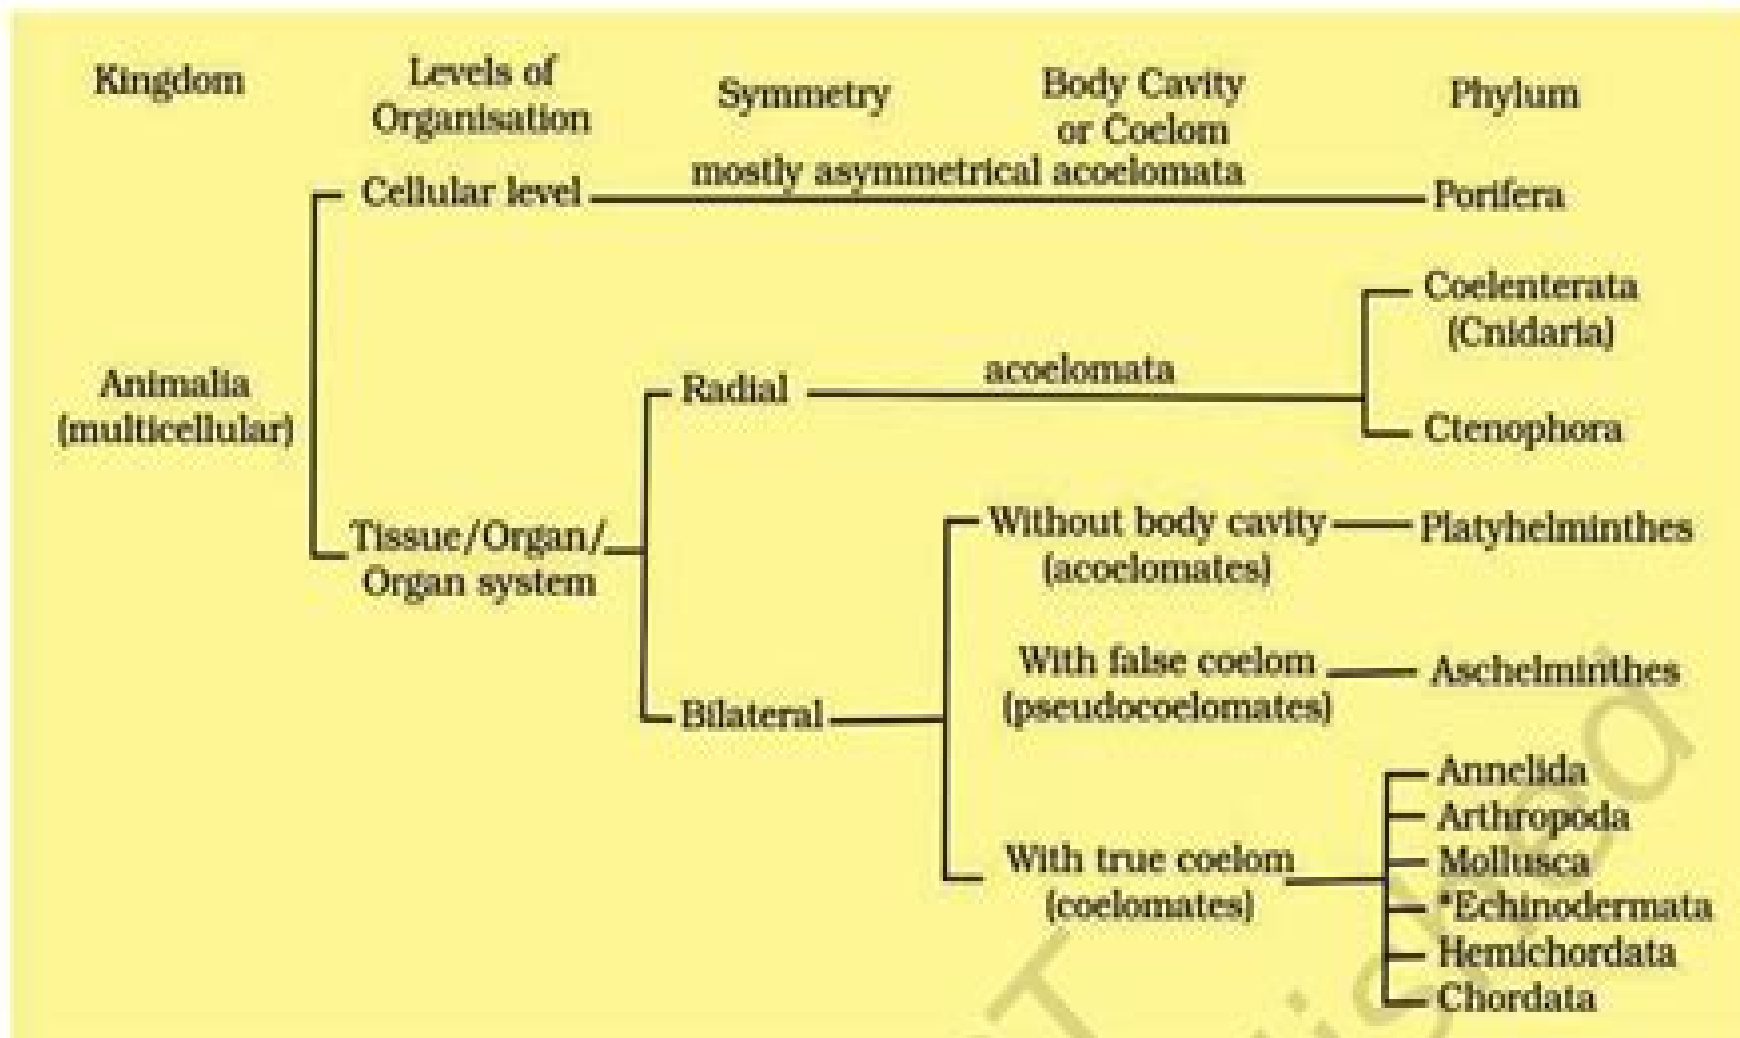 Kingdom
Levels of
Organisation
Symmetry
Body Cavity
or Coelom
Phylum
Cellular level
mostly asymmetrical acoelomata
Porifera
Animalia
(multicellular)
Radial
acoelomata
Coelenterata
(Cnidaria)
Ctenophora
Tissue/Organ/
Organ system
Bilateral
Without body cavity
(acoelomates)
Platyhelminthes
With false coelom
(pseudocoelomates)
Aschelminthes
With true coelom
(coelomates)
Annelida
Arthropoda
Mollusca
*Echinodermata
Hemichordata
Chordata